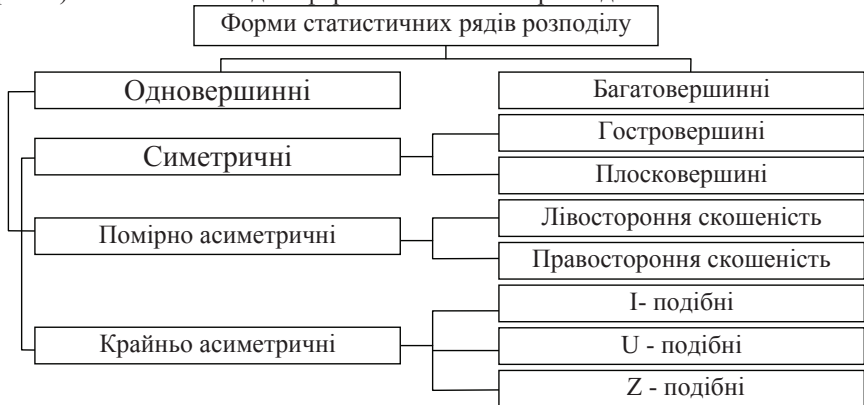 Форми статистичних рядів розподілу
Одновершинні
Багатовершинні
Симетричні
Гостровершині
Плосковершині
Помірно асиметричні
Лівостороння скошеність
Правостороння скошеність
Крайньо асиметричні
I- подібні
U - подібні
Z - подібні